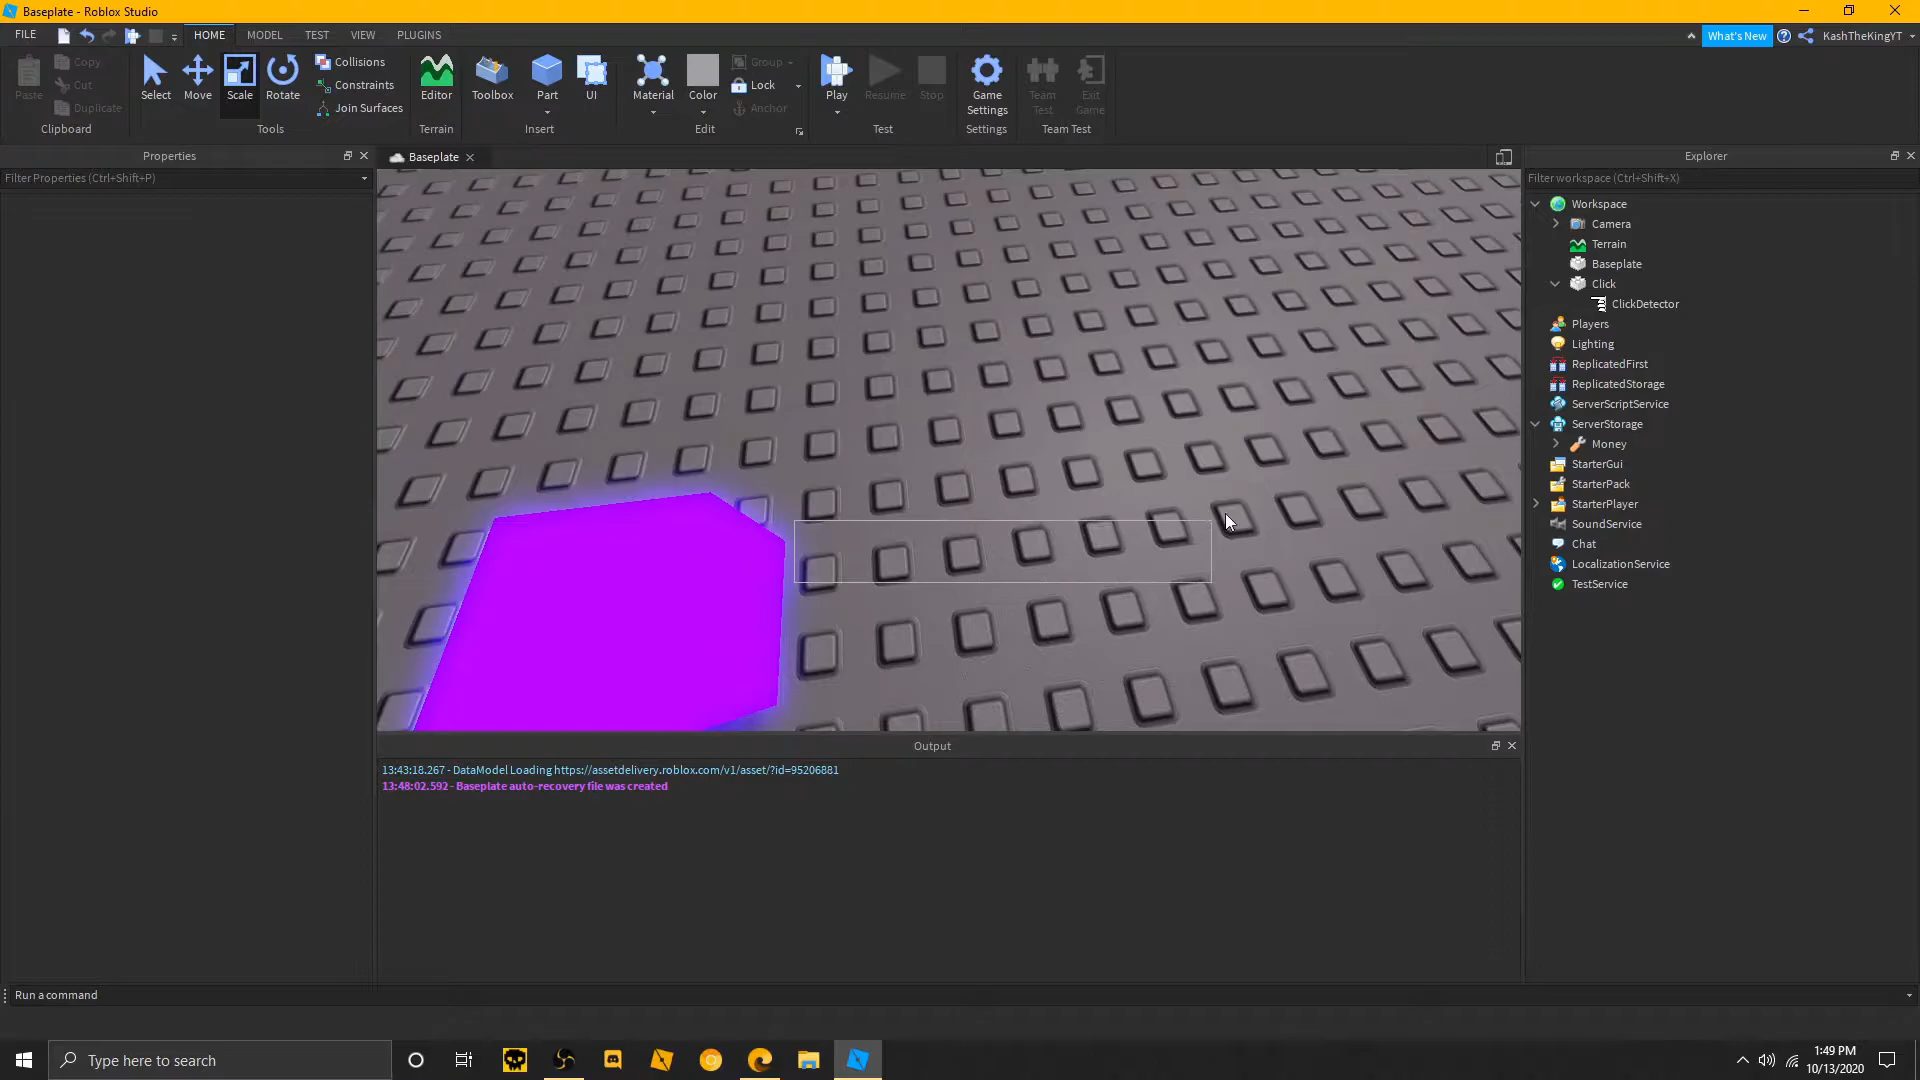 Baseplate - Roblox Studio
FILE HOME MODEL TEST VIEW PLUGINS What's New KashTheKingYT
Paste
Copy
Cut
Duplicate
Clipboard
Select
Move
Scale
Rotate
Collisions
Constraints
Join Surfaces
Tools
Editor
Terrain
Toolbox
Part
UI
Insert
Material
Color
Group
Lock
Anchor
Edit
Play
Resume
Stop
Test
Game
Settings
Settings
Team
Test
Exit
Game
Team Test
Properties
Filter Properties (Ctrl+Shift+P)
Baseplate
Explorer
Filter workspace (Ctrl+Shift+X)
Workspace
Camera
Terrain
Baseplate
Click
ClickDetector
Players
Lighting
ReplicatedFirst
ReplicatedStorage
ServerScriptService
ServerStorage
Money
StarterGui
StarterPack
StarterPlayer
SoundService
Chat
LocalizationService
TestService
Output
13:43:18.267 - DataModel Loading https://assetdelivery.roblox.com/v1/asset/?id=95206881
13:48:02.592 - Baseplate auto-recovery file was created
Run a command
Type here to search
1:49 PM
10/13/2020